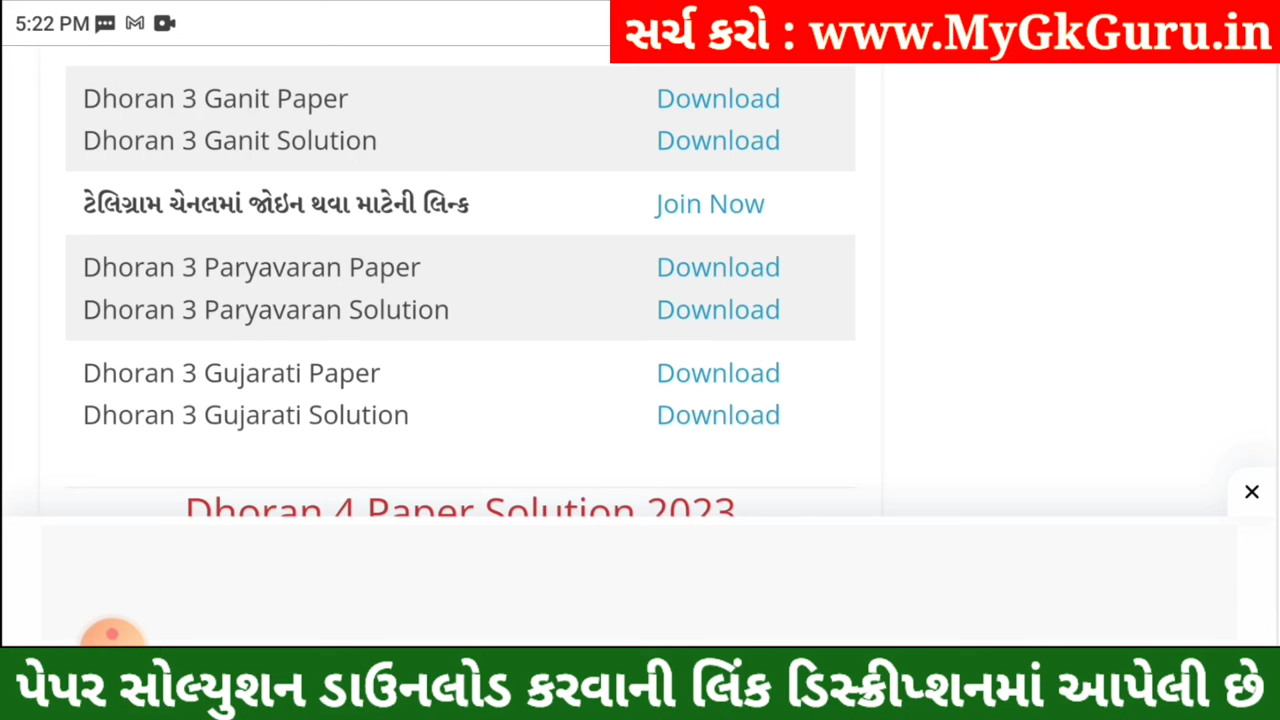 5:22 PM
સર્ચ કરો : www.MyGkGuru.in
Dhoran 3 Ganit Paper Download
Dhoran 3 Ganit Solution Download
ટેલિગ્રામ ચેનલમાં જોઇન થવા માટેની લિન્ક Join Now
Dhoran 3 Paryavaran Paper Download
Dhoran 3 Paryavaran Solution Download
Dhoran 3 Gujarati Paper Download
Dhoran 3 Gujarati Solution Download
Dhoran 4 Paper Solution 2023
પેપર સોલ્યુશન ડાઉનલોડ કરવાની લિંક ડિસ્ક્રીપ્શનમાં આપેલી છે